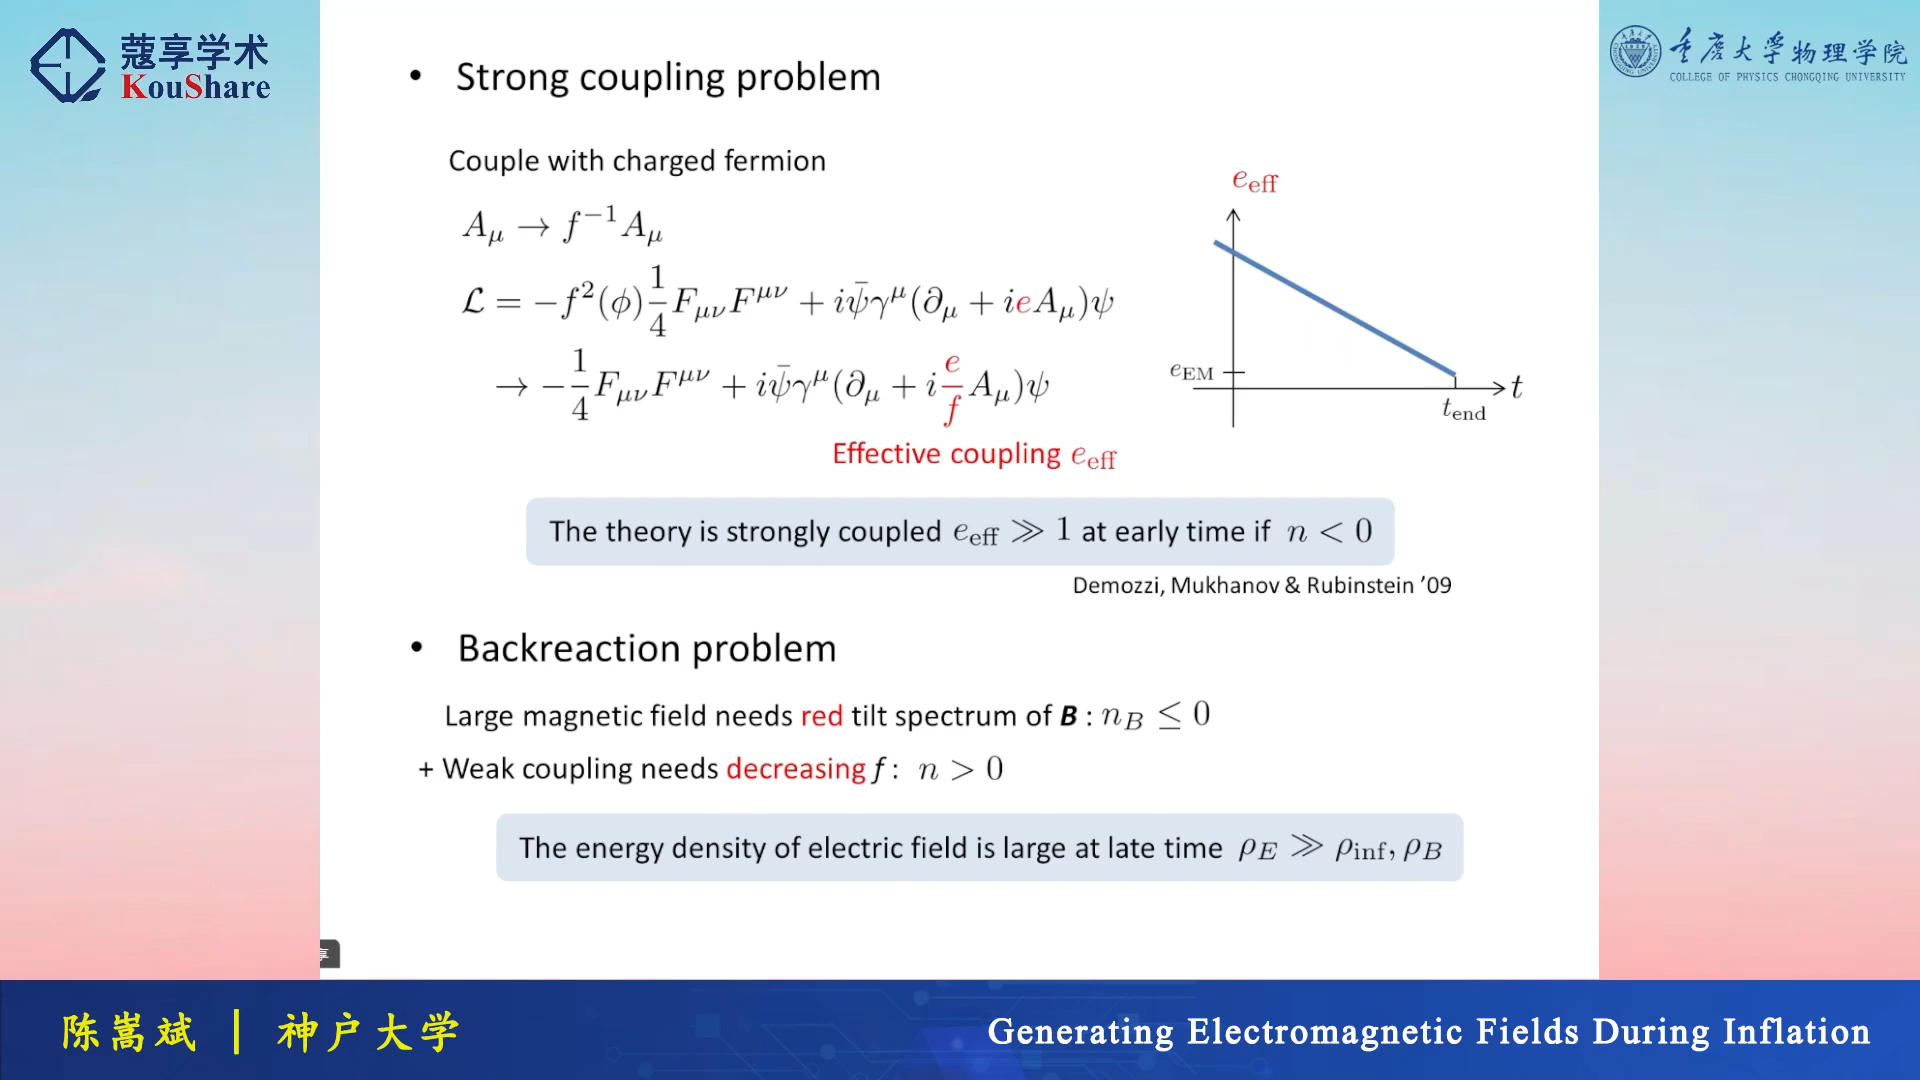 蔻享学术
KouShare
重庆大学物理学院
COLLEGE OF PHYSICS CHONGQING UNIVERSITY
• Strong coupling problem
Couple with charged fermion
A_μ → f^{-1} A_μ
ℒ = −f²(ϕ) 1/4 F_{μν}F^{μν} + iψ̄γ^μ(∂_μ + ieA_μ)ψ
→ −1/4 F_{μν}F^{μν} + iψ̄γ^μ(∂_μ + i e/f A_μ)ψ
Effective coupling e_eff
e_eff
e_EM
t
t_end
The theory is strongly coupled e_eff ≫ 1 at early time if n < 0
Demozzi, Mukhanov & Rubinstein ’09
• Backreaction problem
Large magnetic field needs red tilt spectrum of B : n_B ≤ 0
+ Weak coupling needs decreasing f : n > 0
The energy density of electric field is large at late time ρ_E ≫ ρ_inf, ρ_B
享
陈嵩斌 | 神户大学
Generating Electromagnetic Fields During Inflation